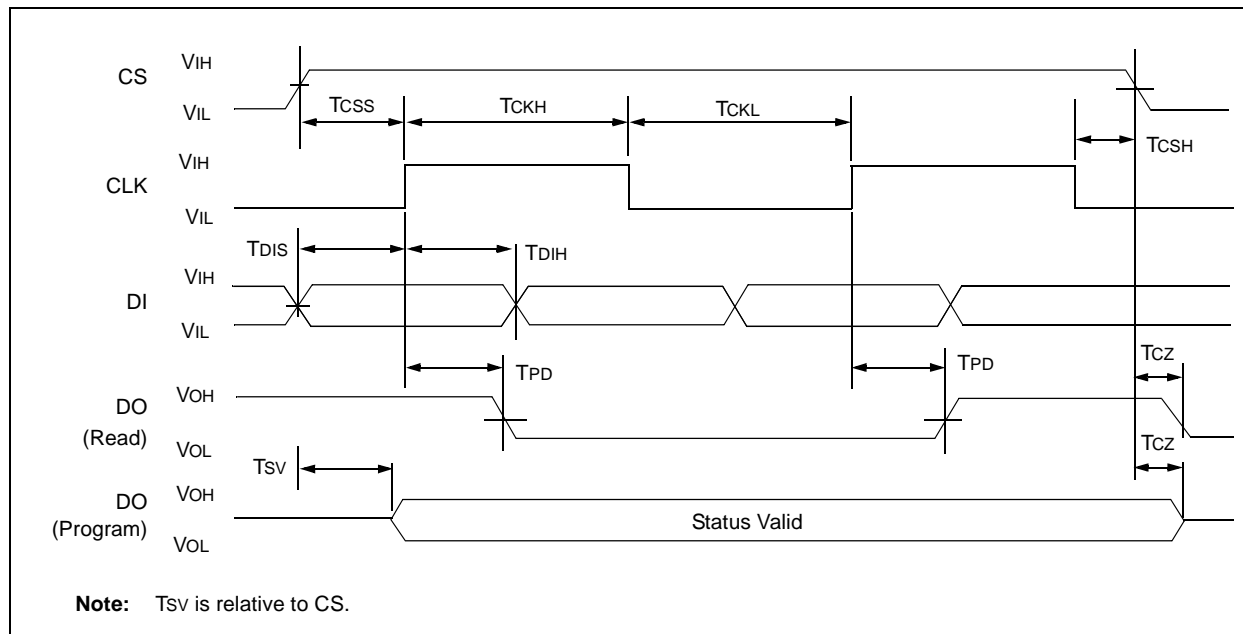 CS
VIH
VIL
TCSS
TCKH
TCKL
TCSH
CLK
VIH
VIL
TDIS
TDIH
DI
VIH
VIL
TPD
TPD
TCZ
DO
(Read)
VOH
VOL
TCZ
TSV
DO
(Program)
VOH
VOL
Status Valid
Note: TSV is relative to CS.